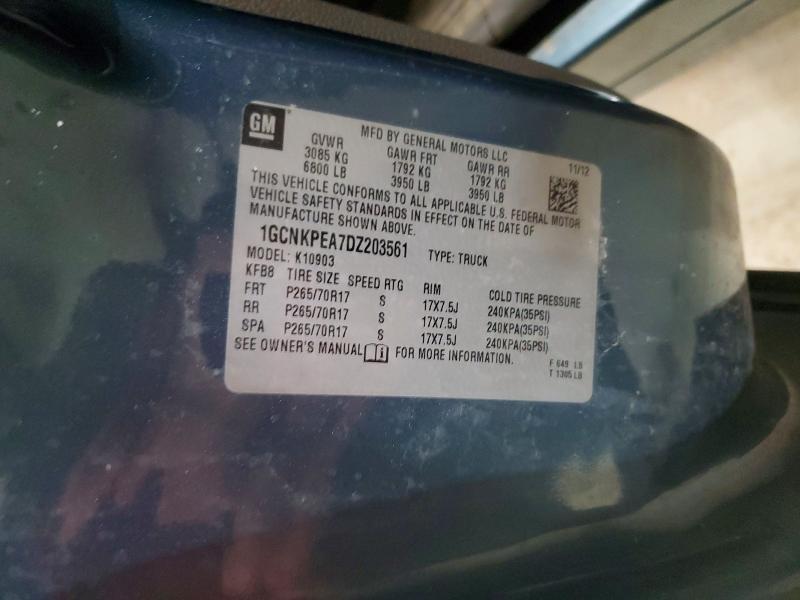 GM
MFD BY GENERAL MOTORS LLC 11/12
GVWR GAWR FRT GAWR RR
3085 KG 1792 KG 1792 KG
6800 LB 3950 LB 3950 LB
THIS VEHICLE CONFORMS TO ALL APPLICABLE U.S. FEDERAL MOTOR
VEHICLE SAFETY STANDARDS IN EFFECT ON THE DATE OF
MANUFACTURE SHOWN ABOVE.
1GCNKPEA7DZ203561 TYPE: TRUCK
MODEL: K10903
KFB8 TIRE SIZE SPEED RTG RIM COLD TIRE PRESSURE
FRT P265/70R17 S 17X7.5J 240KPA(35PSI)
RR P265/70R17 S 17X7.5J 240KPA(35PSI)
SPA P265/70R17 S 17X7.5J 240KPA(35PSI)
SEE OWNER'S MANUAL i FOR MORE INFORMATION.
F 649 LB
T 1305 LB